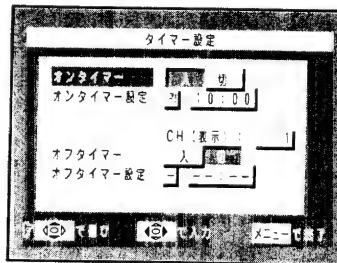 タイマー設定
オンタイマー 入 切
オンタイマー設定 :0:00
CH(表示): 1
オフタイマー 入
オフタイマー設定 - --:--
で選む で入力 メニューで終了